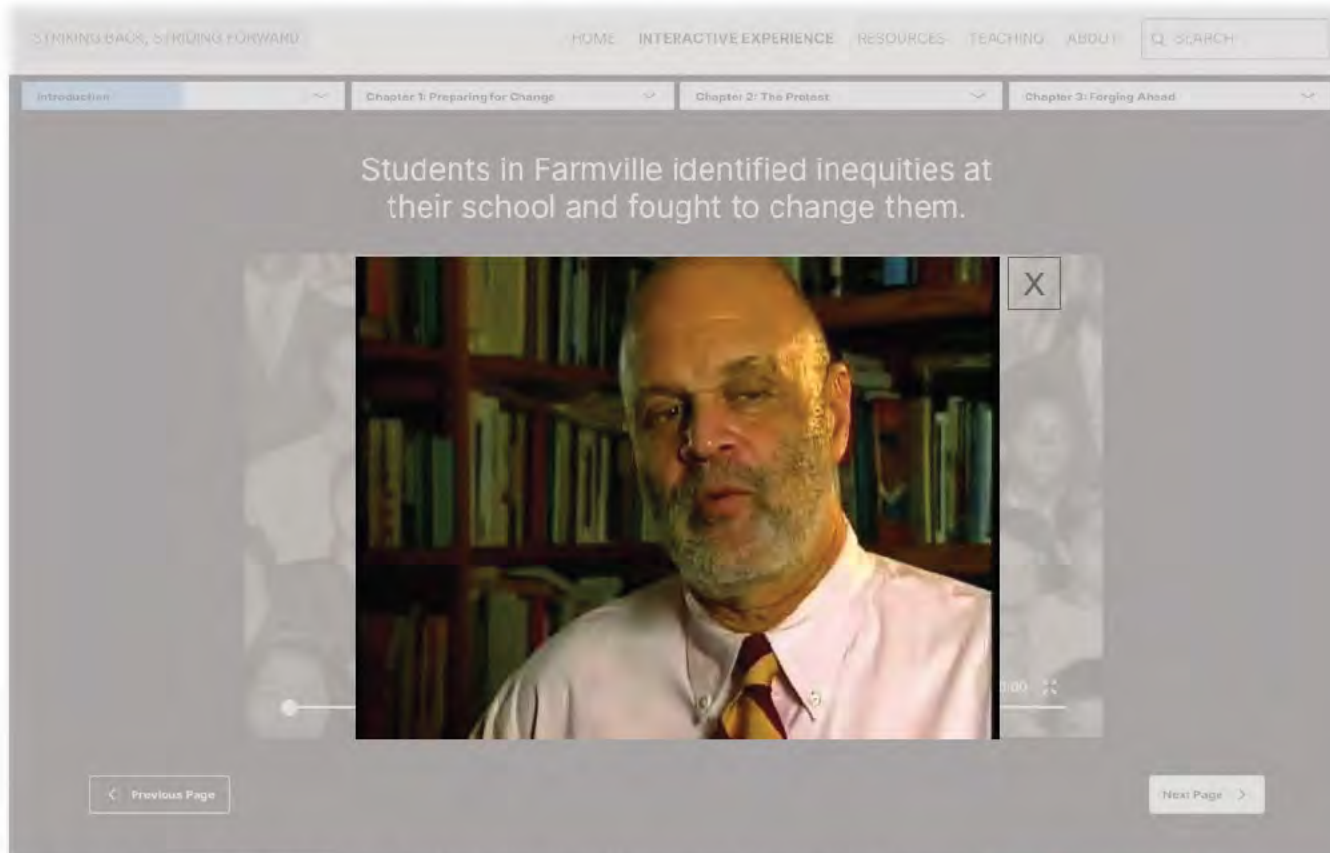 STRIKING BACK, STRIDING FORWARD
HOME INTERACTIVE EXPERIENCE RESOURCES TEACHING ABOUT SEARCH
Introduction Chapter 1: Preparing for Change Chapter 2: The Protest Chapter 3: Forging Ahead
Students in Farmville identified inequities at
their school and fought to change them.
X
Previous Page Next Page